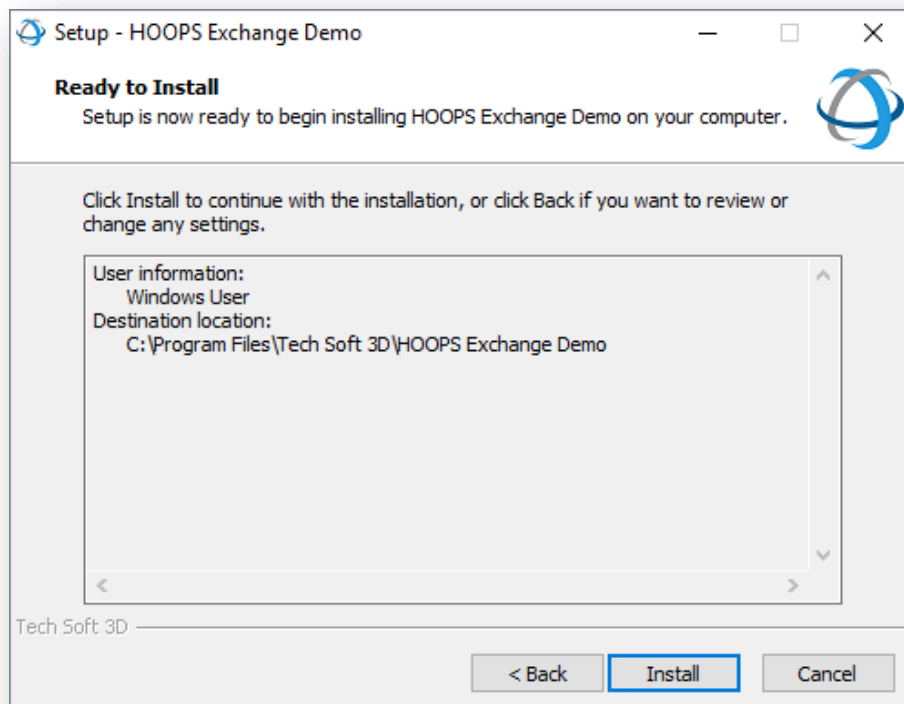 Setup - HOOPS Exchange Demo
Ready to Install
Setup is now ready to begin installing HOOPS Exchange Demo on your computer.
Click Install to continue with the installation, or click Back if you want to review or
change any settings.
User information:
Windows User
Destination location:
C:\Program Files\Tech Soft 3D\HOOPS Exchange Demo
Tech Soft 3D
< Back
Install
Cancel